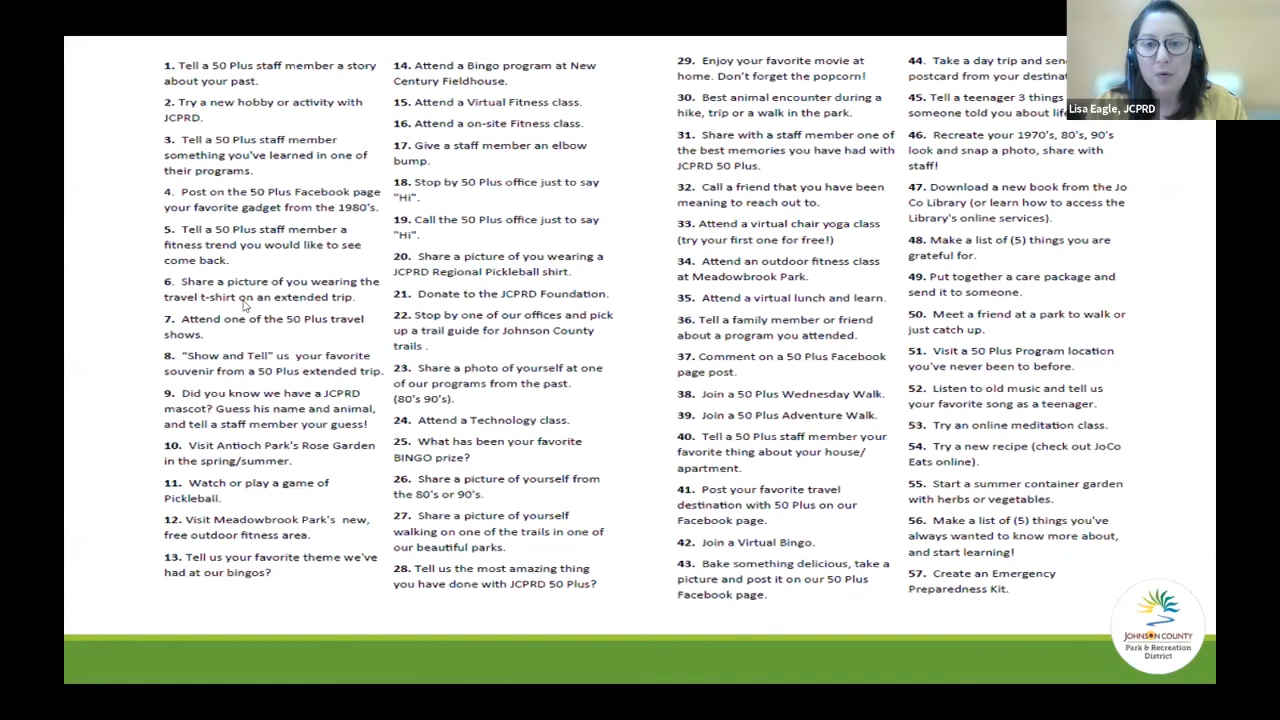 1. Tell a 50 Plus staff member a story
about your past.
2. Try a new hobby or activity with
JCPRD.
3. Tell a 50 Plus staff member
something you've learned in one of
their programs.
4. Post on the 50 Plus Facebook page
your favorite gadget from the 1980's.
5. Tell a 50 Plus staff member a
fitness trend you would like to see
come back.
6. Share a picture of you wearing the
travel t-shirt on an extended trip.
7. Attend one of the 50 Plus travel
shows.
8. "Show and Tell" us your favorite
souvenir from a 50 Plus extended trip.
9. Did you know we have a JCPRD
mascot? Guess his name and animal,
and tell a staff member your guess!
10. Visit Antioch Park's Rose Garden
in the spring/summer.
11. Watch or play a game of
Pickleball.
12. Visit Meadowbrook Park's new,
free outdoor fitness area.
13. Tell us your favorite theme we've
had at our bingos?
14. Attend a Bingo program at New
Century Fieldhouse.
15. Attend a Virtual Fitness class.
16. Attend a on-site Fitness class.
17. Give a staff member an elbow
bump.
18. Stop by 50 Plus office just to say
"Hi".
19. Call the 50 Plus office just to say
"Hi".
20. Share a picture of you wearing a
JCPRD Regional Pickleball shirt.
21. Donate to the JCPRD Foundation.
22. Stop by one of our offices and pick
up a trail guide for Johnson County
trails .
23. Share a photo of yourself at one
of our programs from the past.
(80's 90's).
24. Attend a Technology class.
25. What has been your favorite
BINGO prize?
26. Share a picture of yourself from
the 80's or 90's.
27. Share a picture of yourself
walking on one of the trails in one of
our beautiful parks.
28. Tell us the most amazing thing
you have done with JCPRD 50 Plus?
29. Enjoy your favorite movie at
home. Don't forget the popcorn!
30. Best animal encounter during a
hike, trip or a walk in the park.
31. Share with a staff member one of
the best memories you have had with
JCPRD 50 Plus.
32. Call a friend that you have been
meaning to reach out to.
33. Attend a virtual chair yoga class
(try your first one for free!)
34. Attend an outdoor fitness class
at Meadowbrook Park.
35. Attend a virtual lunch and learn.
36. Tell a family member or friend
about a program you attended.
37. Comment on a 50 Plus Facebook
page post.
38. Join a 50 Plus Wednesday Walk.
39. Join a 50 Plus Adventure Walk.
40. Tell a 50 Plus staff member your
favorite thing about your house/
apartment.
41. Post your favorite travel
destination with 50 Plus on our
Facebook page.
42. Join a Virtual Bingo.
43. Bake something delicious, take a
picture and post it on our 50 Plus
Facebook page.
44. Take a day trip and
postcard from your
45. Tell a teenager 3 things
someone told you about
46. Recreate your 1970's, 80's, 90's
look and snap a photo, share with
staff!
47. Download a new book from the Jo
Co Library (or learn how to access the
Library's online services).
48. Make a list of (5) things you are
grateful for.
49. Put together a care package and
send it to someone.
50. Meet a friend at a park to walk or
just catch up.
51. Visit a 50 Plus Program location
you've never been to before.
52. Listen to old music and tell us
your favorite song as a teenager.
53. Try an online meditation class.
54. Try a new recipe (check out JoCo
Eats online).
55. Start a summer container garden
with herbs or vegetables.
56. Make a list of (5) things you've
always wanted to know more about,
and start learning!
57. Create an Emergency
Preparedness Kit.
Lisa Eagle, JCPRD
JOHNSON COUNTY
Park & Recreation
District